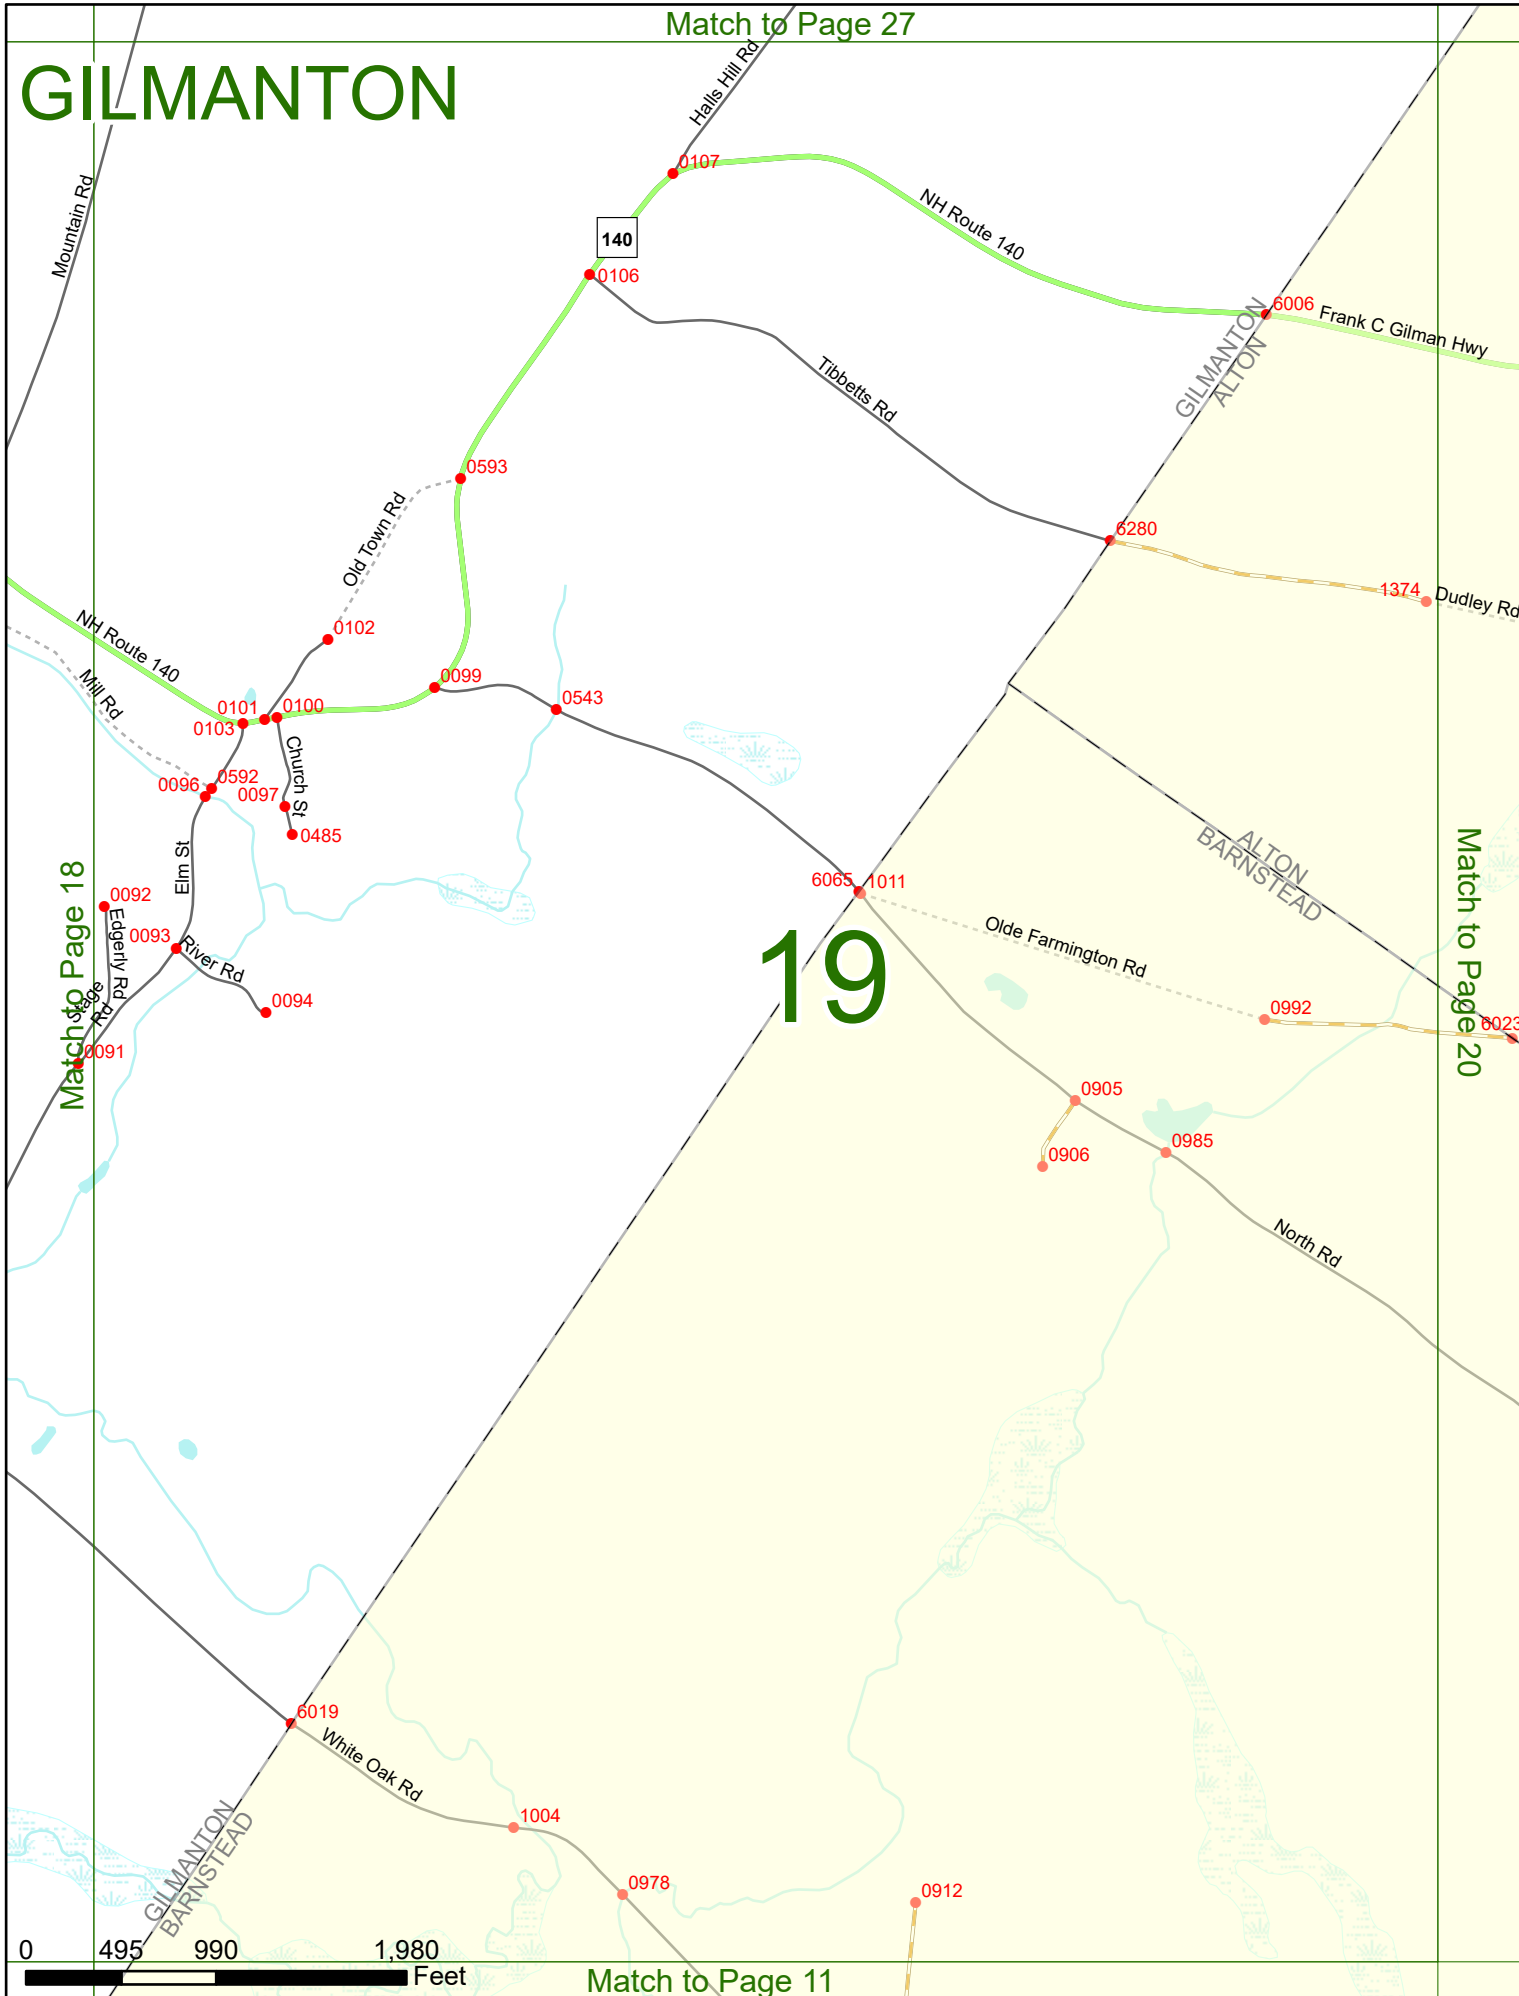 Match to Page 27
GILMANTON
Halls Hill Rd
0107
Mountain Rd
NH Route 140
140
0106
6006
Frank C Gilman Hwy
GILMANTON
ALTON
Tibbetts Rd
0593
Old Town Rd
6280
1374
Dudley Rd
NH Route 140
0102
Mill Rd
0099
0543
0101
0100
0103
Church St
0592
0096
0097
0485
ALTON
BARNSTEAD
Elm St
Match to Page 18
Match to Page 20
6065
1011
0092
Edgerly Rd
0093
River Rd
Olde Farmington Rd
19
Stage Rd
0094
0992
6023
0091
0905
0985
0906
North Rd
6019
White Oak Rd
1004
GILMANTON
BARNSTEAD
0978
0912
0 495 990 1,980
Feet
Match to Page 11